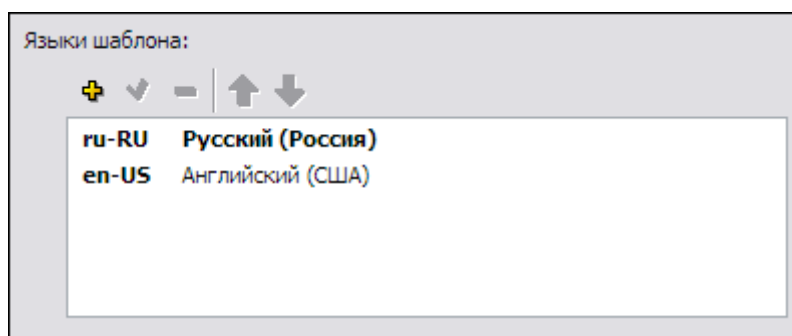 Языки шаблона:
ru-RU Русский (Россия)
en-US Английский (США)